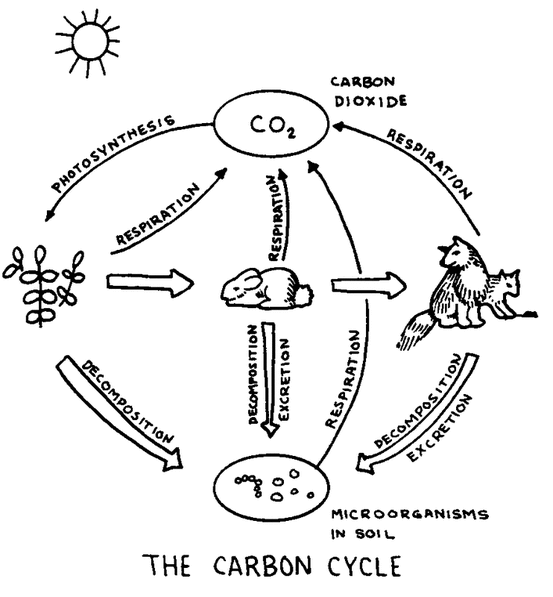 CARBON
DIOXIDE
CO2
PHOTOSYNTHESIS
RESPIRATION
RESPIRATION
RESPIRATION
RESPIRATION
DECOMPOSITION
DECOMPOSITION
EXCRETION
DECOMPOSITION
EXCRETION
MICROORGANISMS
IN SOIL
THE CARBON CYCLE